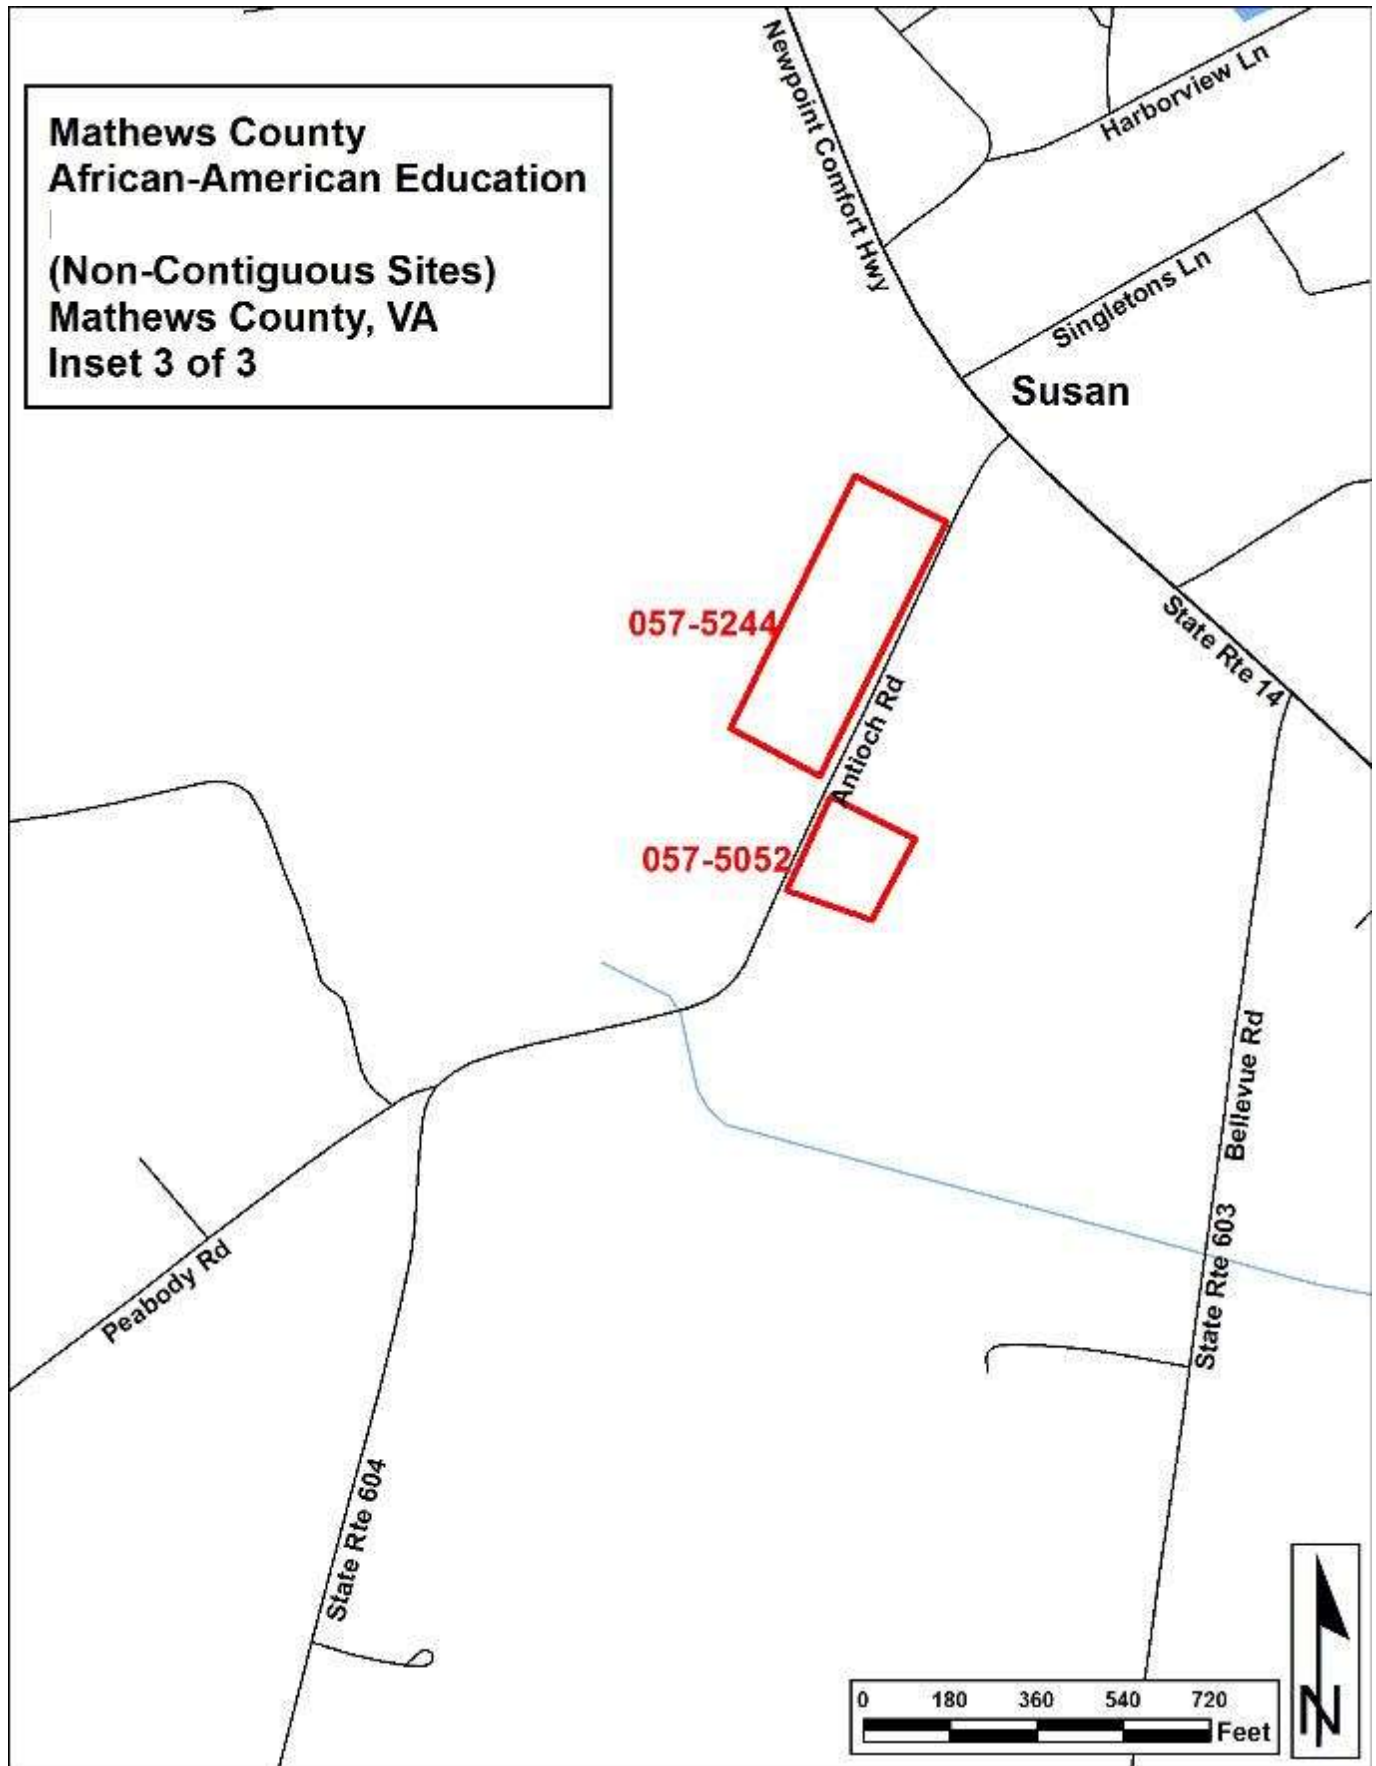 Mathews County
African-American Education
(Non-Contiguous Sites)
Mathews County, VA
Inset 3 of 3
Newpoint Comfort Hwy
Harborview Ln
Singletons Ln
Susan
057-5244
State Rte 14
Antioch Rd
057-5052
Bellevue Rd
State Rte 603
Peabody Rd
State Rte 604
0 180 360 540 720
Feet
N